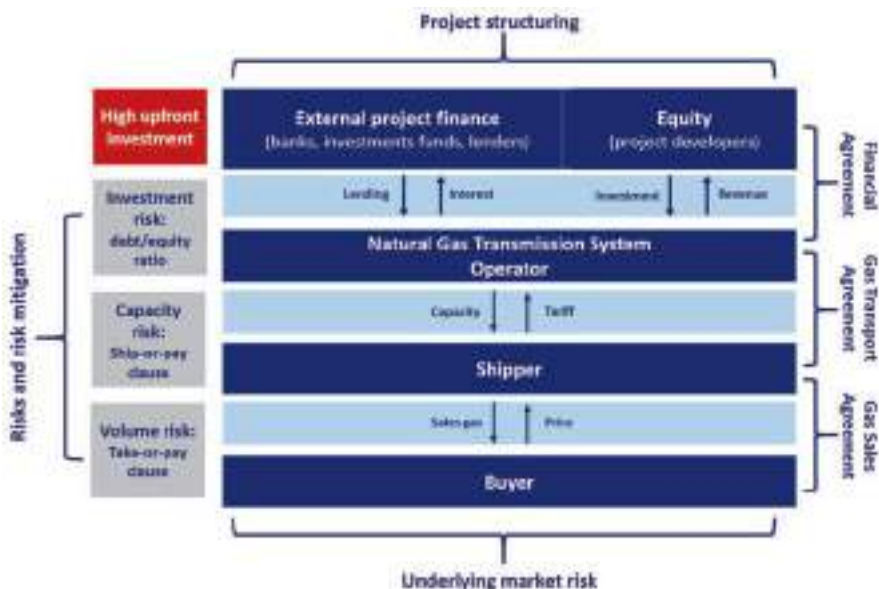 Project structuring
High upfront
investment
External project finance
(banks, investments funds, lenders)
Equity
(project developers)
Financial
Agreement
Risks and risk mitigation
Investment
risk:
debt/equity
ratio
Lending
Interest
Investment
Revenue
Natural Gas Transmission System
Operator
Gas Transport
Agreement
Capacity
risk:
Ship-or-pay
clause
Capacity
Tariff
Shipper
Gas Sales
Agreement
Volume risk:
Take-or-pay
clause
Sales gas
Price
Buyer
Underlying market risk